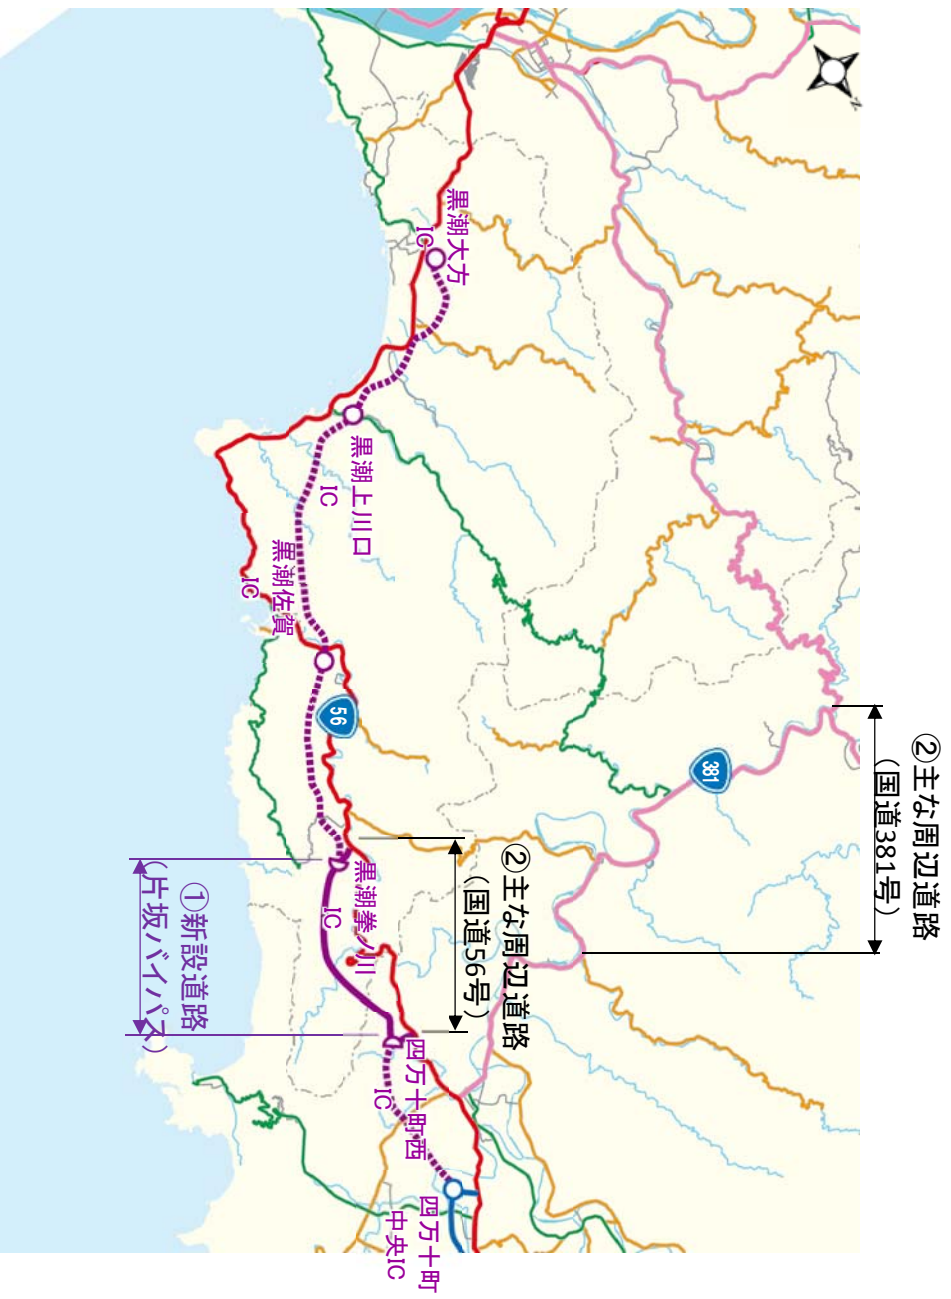 ②主な周辺道路
（国道381号）
381
②主な周辺道路
（国道56号）
56
黒潮大方
IC
黒潮上川口
IC
黒潮佐賀
IC
黒潮拳ノ川
IC
四万十町西
IC
四万十町
中央IC
①新設道路
（片坂バイパス）
N